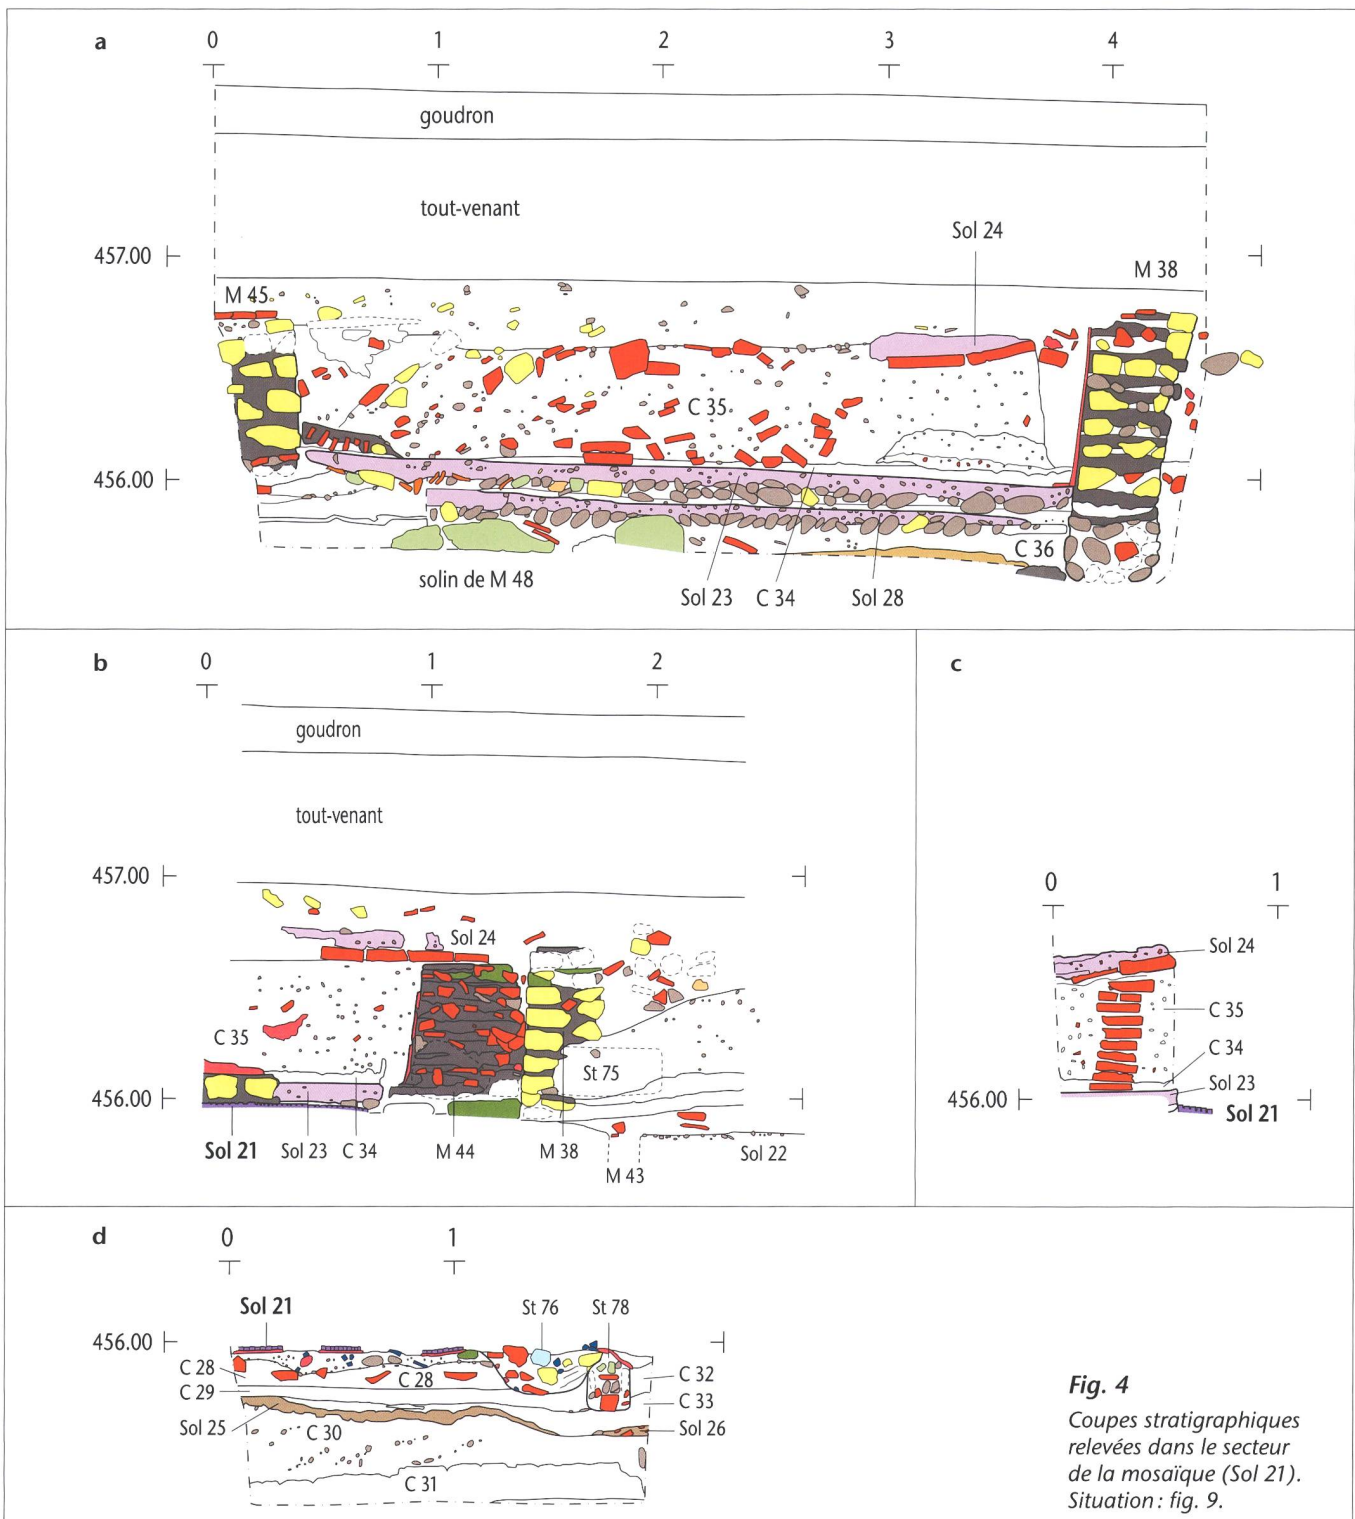 a
0 1 2 3 4
goudron
tout-venant
Sol 24
457.00
M 38
M 45
C 35
456.00
C 36
solin de M 48
Sol 23 C 34 Sol 28
b
0 1 2
goudron
tout-venant
457.00
Sol 24
C 35
St 75
456.00
Sol 21 Sol 23 C 34 M 44 M 38 Sol 22
M 43
c
0 1
Sol 24
C 35
C 34
Sol 23
456.00
Sol 21
d
0 1
Sol 21 St 76 St 78
456.00
C 28 C 28 C 32
C 29 C 33
Sol 25 C 30 Sol 26
C 31
Fig. 4
Coupes stratigraphiques
relevées dans le secteur
de la mosaïque (Sol 21).
Situation : fig. 9.